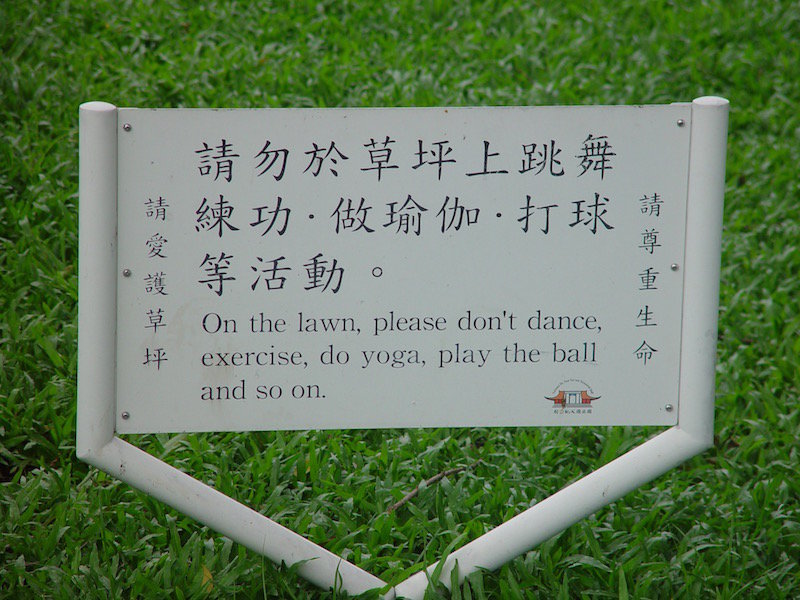 請勿於草坪上跳舞
練功·做瑜伽·打球
等活動。
On the lawn, please don't dance,
exercise, do yoga, play the ball
and so on.
請愛護草坪
請尊重生命